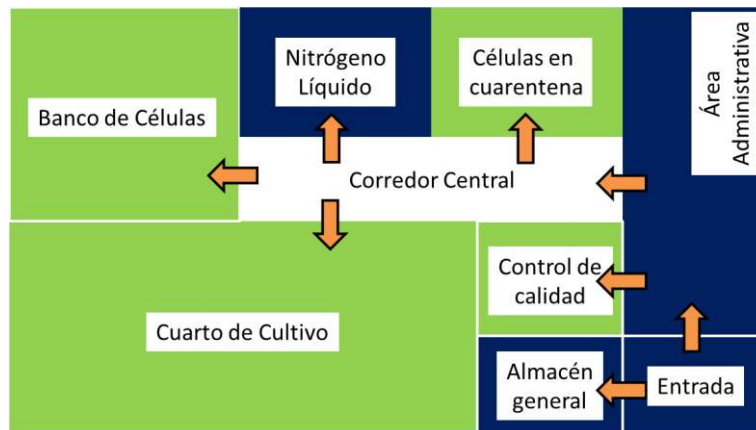 Nitrógeno
Líquido
Células en
cuarentena
Área
Administrativa
Banco de Células
Corredor Central
Control de
calidad
Cuarto de Cultivo
Almacén
general
Entrada